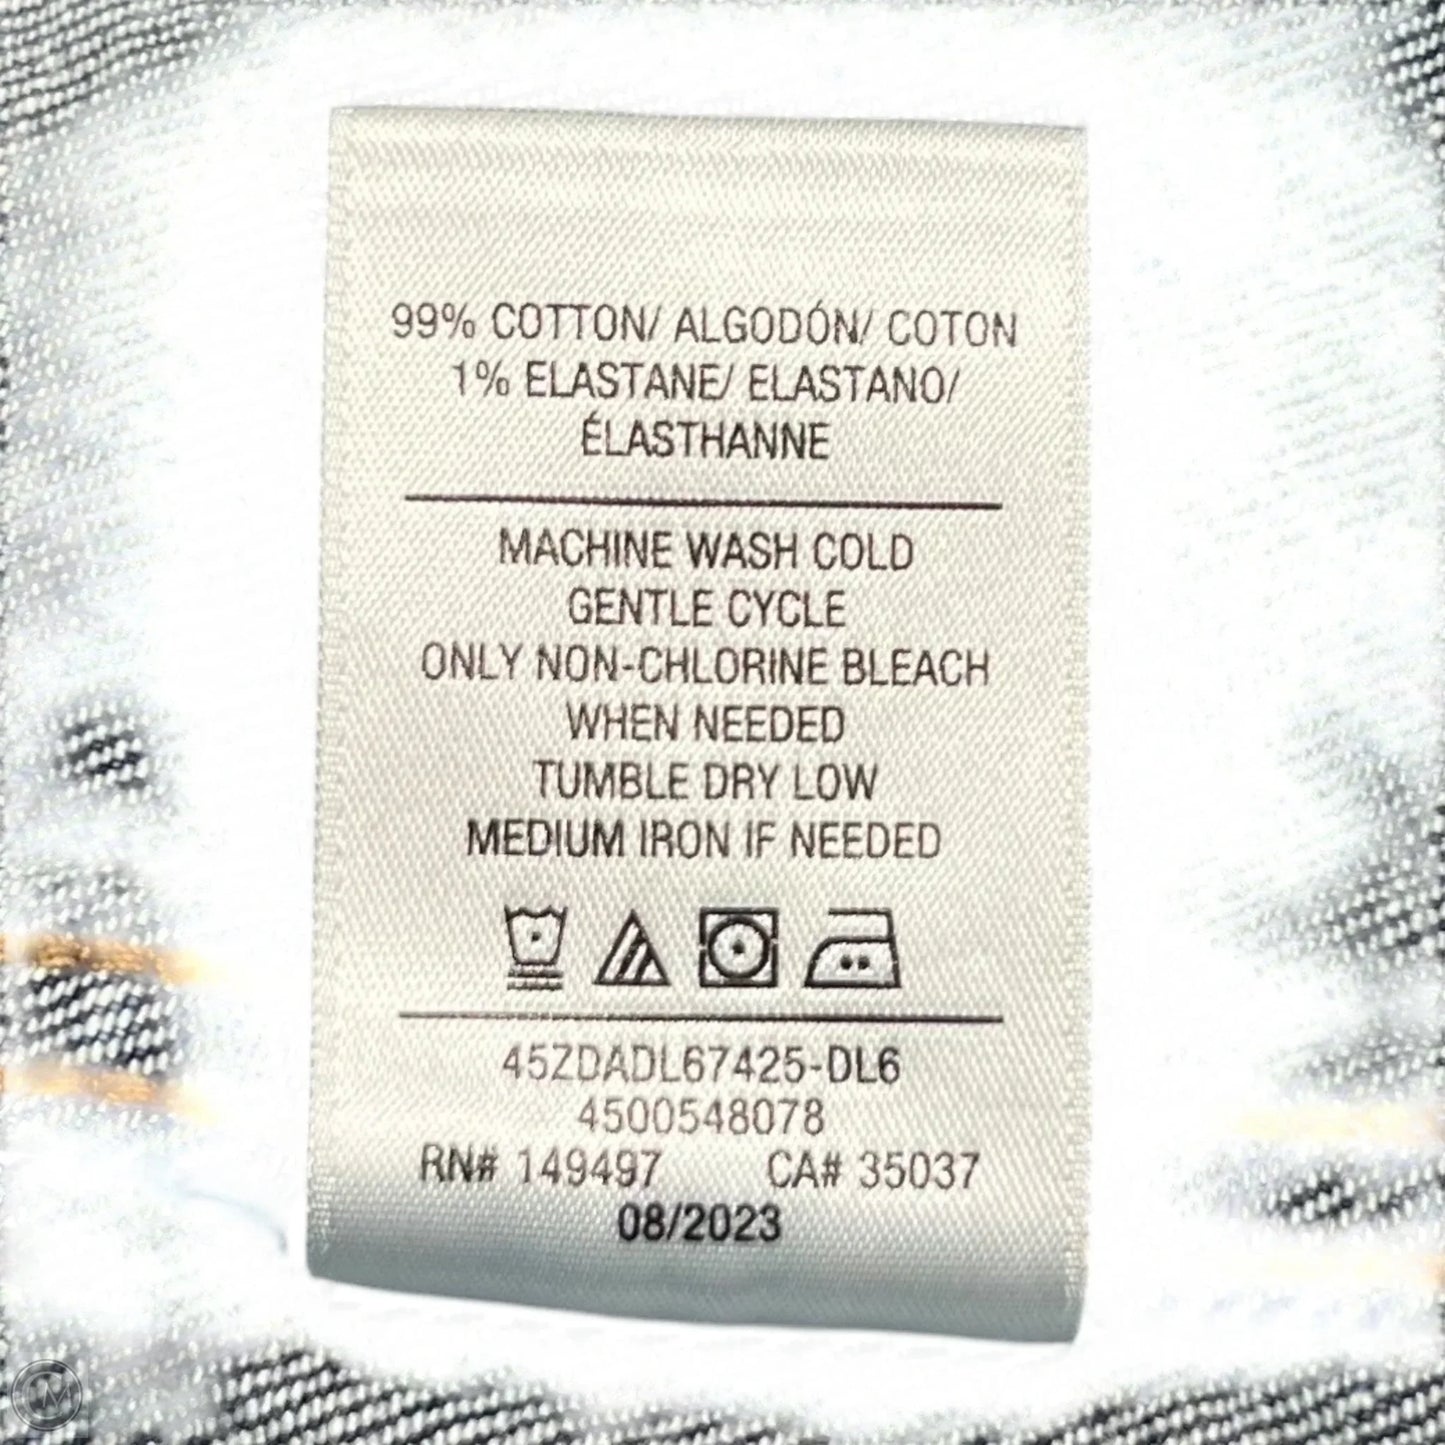 99% COTTON/ ALGODÓN/ COTON
1% ELASTANE/ ELASTANO/
ÉLASTHANNE
MACHINE WASH COLD
GENTLE CYCLE
ONLY NON-CHLORINE BLEACH
WHEN NEEDED
TUMBLE DRY LOW
MEDIUM IRON IF NEEDED
45ZDADL67425-DL6
4500548078
RN# 149497 CA# 35037
08/2023